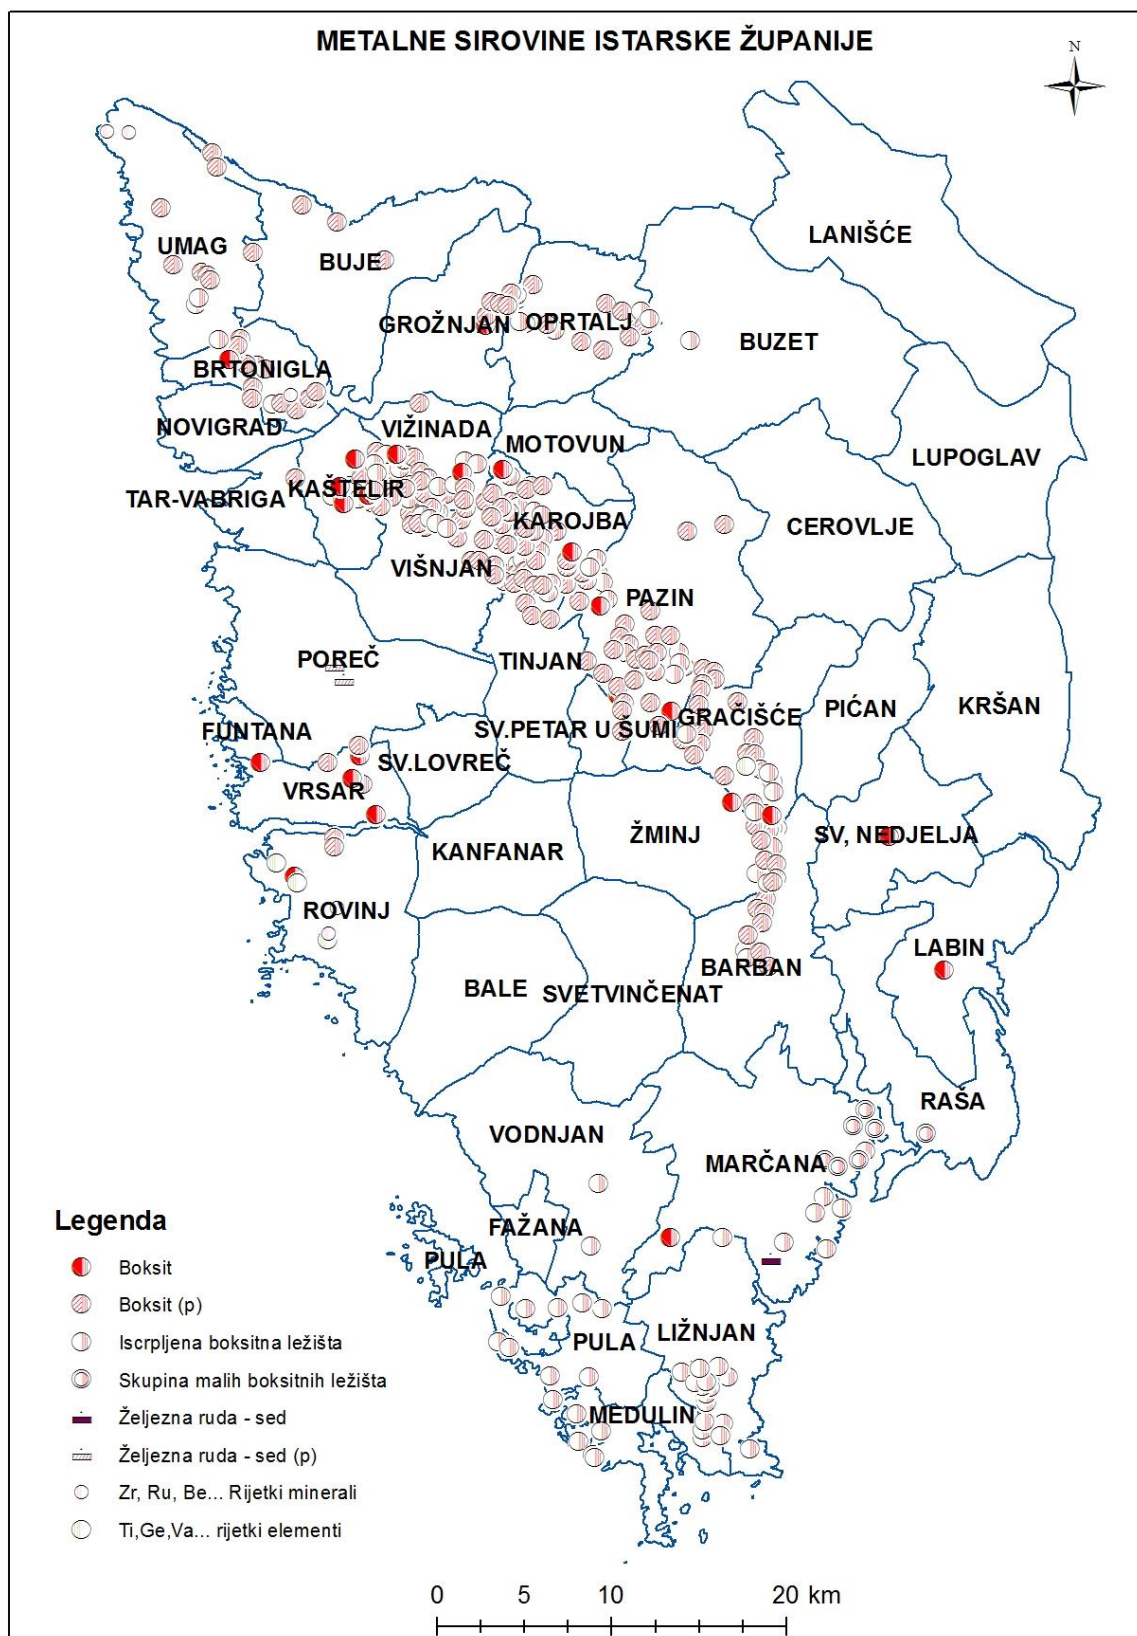 METALNE SIROVINE ISTARSKE ŽUPANIJE
N
LANIŠĆE
UMAG
BUJE
GROŽNJAN
OPRTALJ
BUZET
BRTONIGLA
NOVIGRAD
VIŽINADA
MOTOVUN
LUPOGLAV
TAR-VABRIGA
KAŠTELIR
KAROJBA
CEROVLJE
VIŠNJAN
PAZIN
POREČ
TINJAN
FUNTANA
SV.PETAR U ŠUMI
GRAČIŠĆE
PIĆAN
KRŠAN
SV.LOVREČ
VRSAR
KANFANAR
ŽMINJ
SV, NEDJELJA
ROVINJ
LABIN
BALE
SVETVINČENAT
BARBAN
RAŠA
VODNJAN
MARČANA
FAŽANA
PULA
PULA
LIŽNJAN
MEDULIN
Legenda
Boksit
Boksit (p)
Iscrpljena boksitna ležišta
Skupina malih boksitnih ležišta
Željezna ruda - sed
Željezna ruda - sed (p)
Zr, Ru, Be... Rijetki minerali
Ti,Ge,Va... rijetki elementi
0 5 10 20 km